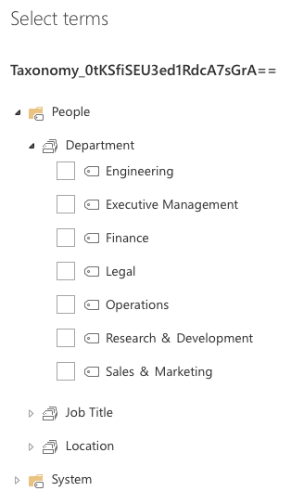 Select terms
Taxonomy_0tKSfiSEU3ed1RdcA7sGrA==
People
Department
Engineering
Executive Management
Finance
Legal
Operations
Research & Development
Sales & Marketing
Job Title
Location
System